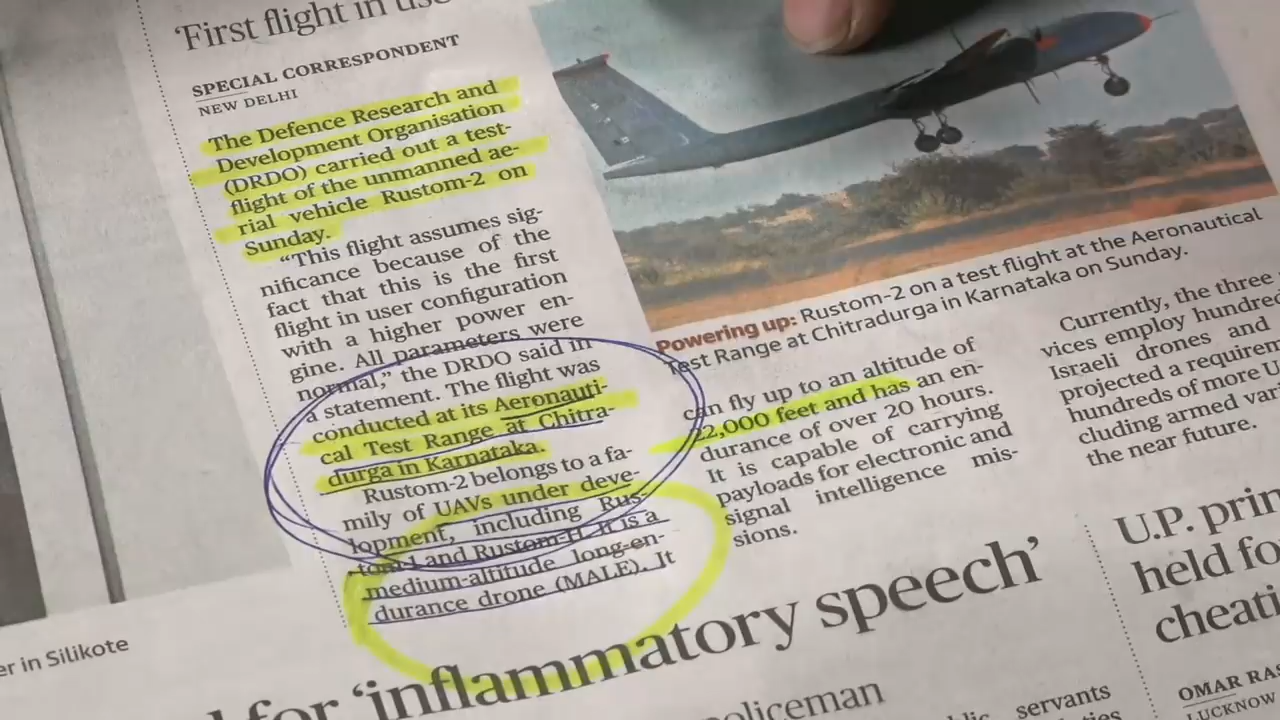 'First flight in
SPECIAL CORRESPONDENT
NEW DELHI
The Defence Research and
Development Organisation
(DRDO) carried out a test-
flight of the unmanned ae-
rial vehicle Rustom-2 on
Sunday.
"This flight assumes sig-
nificance because of the
fact that this is the first
flight in user configuration
with a higher power en-
gine. All parameters were
normal," the DRDO said in
a statement. The flight was
conducted at its Aeronauti-
cal Test Range at Chitra-
durga in Karnataka.
Rustom-2 belongs to a fa-
mily of UAVs under deve-
lopment, including Rus-
tom-I and Rustom-H. It is a
medium-altitude long-en-
durance drone (MALE). It
Powering up: Rustom-2 on a test flight at the Aeronautical
Test Range at Chitradurga in Karnataka on Sunday.
can fly up to an altitude of
22,000 feet and has an en-
durance of over 20 hours.
It is capable of carrying
payloads for electronic and
signal intelligence mis-
sions.
Currently, the three
vices employ hundred
Israeli drones and
projected a requirem
hundreds of more U
cluding armed var
the near future.
er in Silikote
for 'inflammatory speech'
policeman
servants
U.P. prin
held fo
cheati
OMAR RAS
LUCKNOW